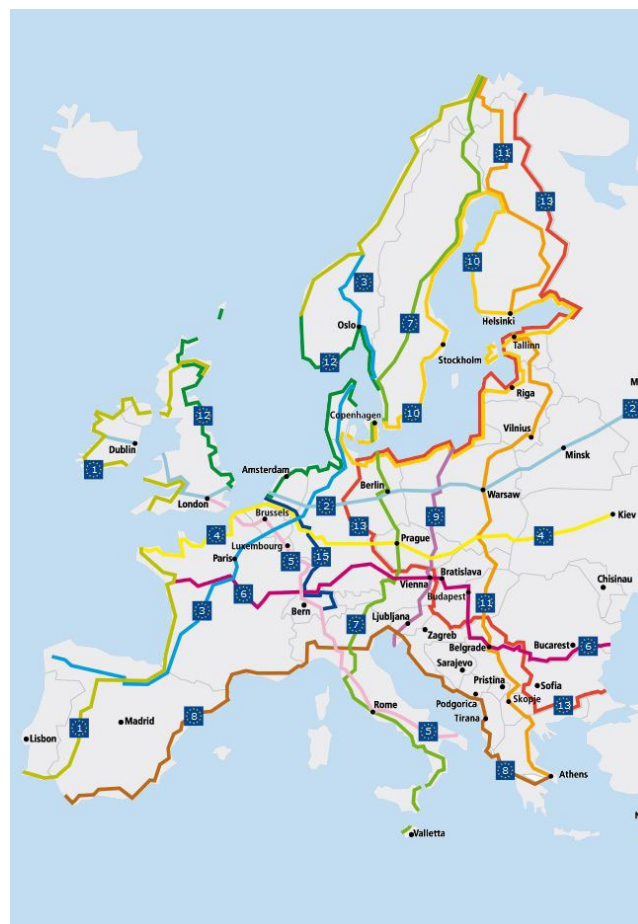 11
13
3
10
Oslo
7
Helsinki
Tallinn
12
Stockholm
Riga
M
12
Copenhagen
10
2
Vilnius
1
Dublin
Minsk
Amsterdam
Berlin
Warsaw
London
2
9
Brussels
13
Kiev
4
4
Luxembourg
15
Prague
Paris
5
6
Vienna
Bratislava
Chisinau
Budapest
3
Bern
11
7
Ljubljana
Zagreb
Belgrade
Bucarest
6
Sarajevo
Pristina
Sofia
1
Madrid
8
Rome
Podgorica
Skopje
13
Lisbon
Tirana
5
8
Athens
Valletta